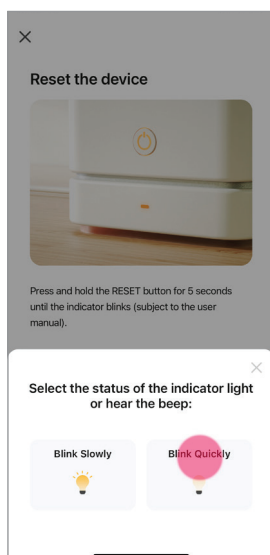 Reset the device
Press and hold the RESET button for 5 seconds
until the indicator blinks (subject to the user
manual).
Select the status of the indicator light
or hear the beep:
Blink Slowly
Blink Quickly